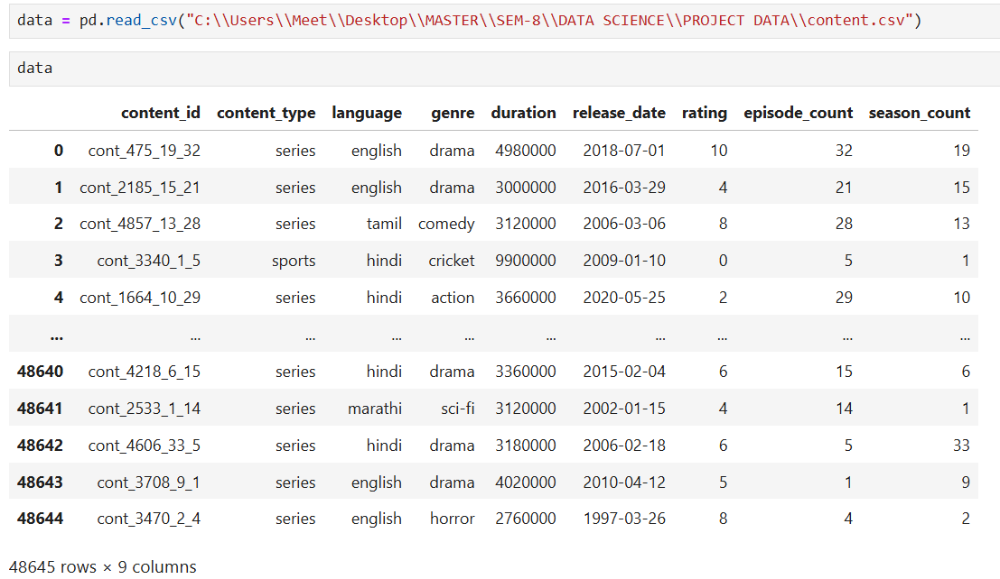 data = pd.read_csv("C:\\Users\\Meet\\Desktop\\MASTER\\SEM-8\\DATA SCIENCE\\PROJECT DATA\\content.csv")
data
content_id content_type language genre duration release_date rating episode_count season_count
0 cont_475_19_32 series english drama 4980000 2018-07-01 10 32 19
1 cont_2185_15_21 series english drama 3000000 2016-03-29 4 21 15
2 cont_4857_13_28 series tamil comedy 3120000 2006-03-06 8 28 13
3 cont_3340_1_5 sports hindi cricket 9900000 2009-01-10 0 5 1
4 cont_1664_10_29 series hindi action 3660000 2020-05-25 2 29 10
... ... ... ... ... ... ... ... ... ...
48640 cont_4218_6_15 series hindi drama 3360000 2015-02-04 6 15 6
48641 cont_2533_1_14 series marathi sci-fi 3120000 2002-01-15 4 14 1
48642 cont_4606_33_5 series hindi drama 3180000 2006-02-18 6 5 33
48643 cont_3708_9_1 series english drama 4020000 2010-04-12 5 1 9
48644 cont_3470_2_4 series english horror 2760000 1997-03-26 8 4 2
48645 rows × 9 columns